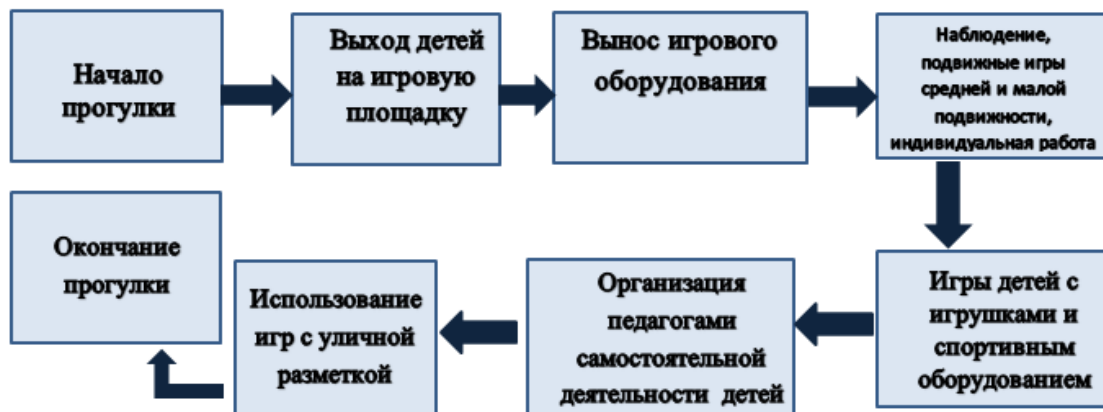 Начало
прогулки
Выход детей
на игровую
площадку
Вынос игрового
оборудования
Наблюдение,
подвижные игры
средней и малой
подвижности,
индивидуальная работа
Игры детей с
игрушками и
спортивным
оборудованием
Организация
педагогами
самостоятельной
деятельности детей
Использование
игр с уличной
разметкой
Окончание
прогулки